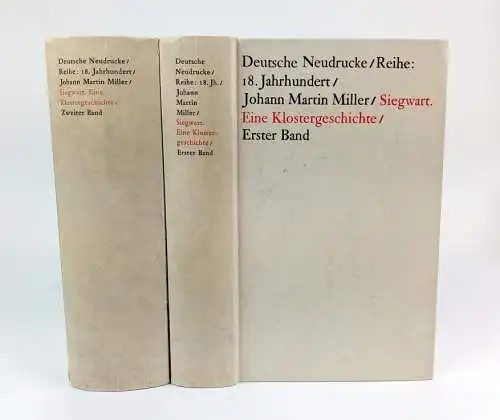 Deutsche Neudrucke/
Reihe: 18. Jahrhundert/
Johann Martin Miller/
Siegwart. Eine
Klostergeschichte/
Zweiter Band
Deutsche
Neudrucke/
Reihe: 18. Jh./
Johann
Martin
Miller/
Siegwart.
Eine Kloster-
geschichte/
Erster Band
Deutsche Neudrucke/Reihe:
18. Jahrhundert/
Johann Martin Miller/Siegwart.
Eine Klostergeschichte/
Erster Band